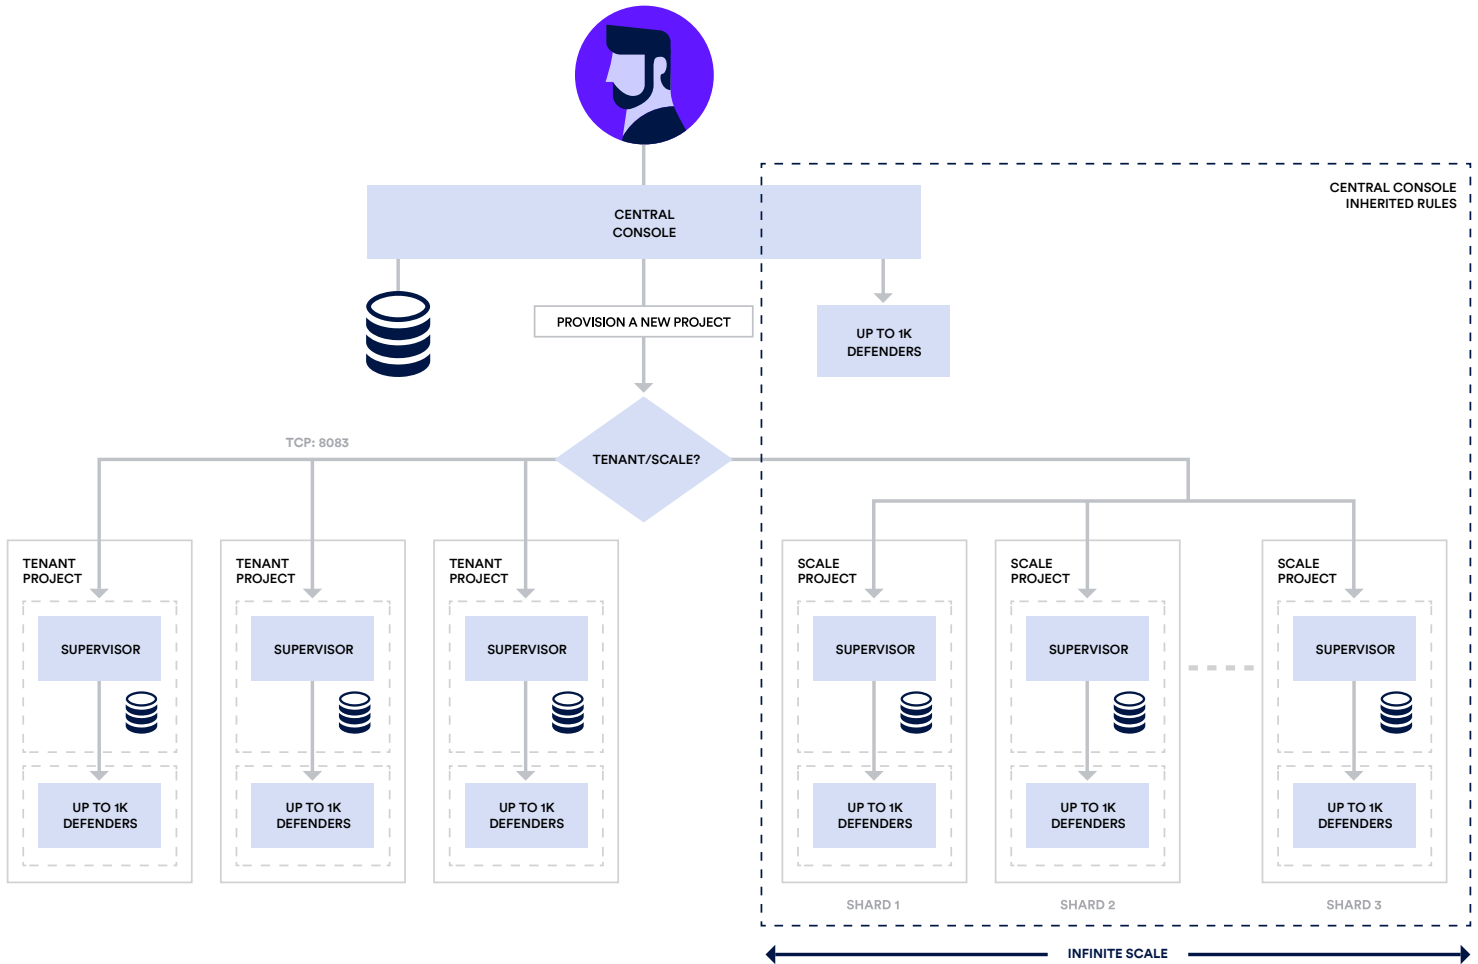 CENTRAL CONSOLE
INHERITED RULES
CENTRAL
CONSOLE
PROVISION A NEW PROJECT
UP TO 1K
DEFENDERS
TCP: 8083
TENANT/SCALE?
TENANT
PROJECT
SUPERVISOR
UP TO 1K
DEFENDERS
TENANT
PROJECT
SUPERVISOR
UP TO 1K
DEFENDERS
TENANT
PROJECT
SUPERVISOR
UP TO 1K
DEFENDERS
SCALE
PROJECT
SUPERVISOR
UP TO 1K
DEFENDERS
SHARD 1
SCALE
PROJECT
SUPERVISOR
UP TO 1K
DEFENDERS
SHARD 2
SCALE
PROJECT
SUPERVISOR
UP TO 1K
DEFENDERS
SHARD 3
INFINITE SCALE